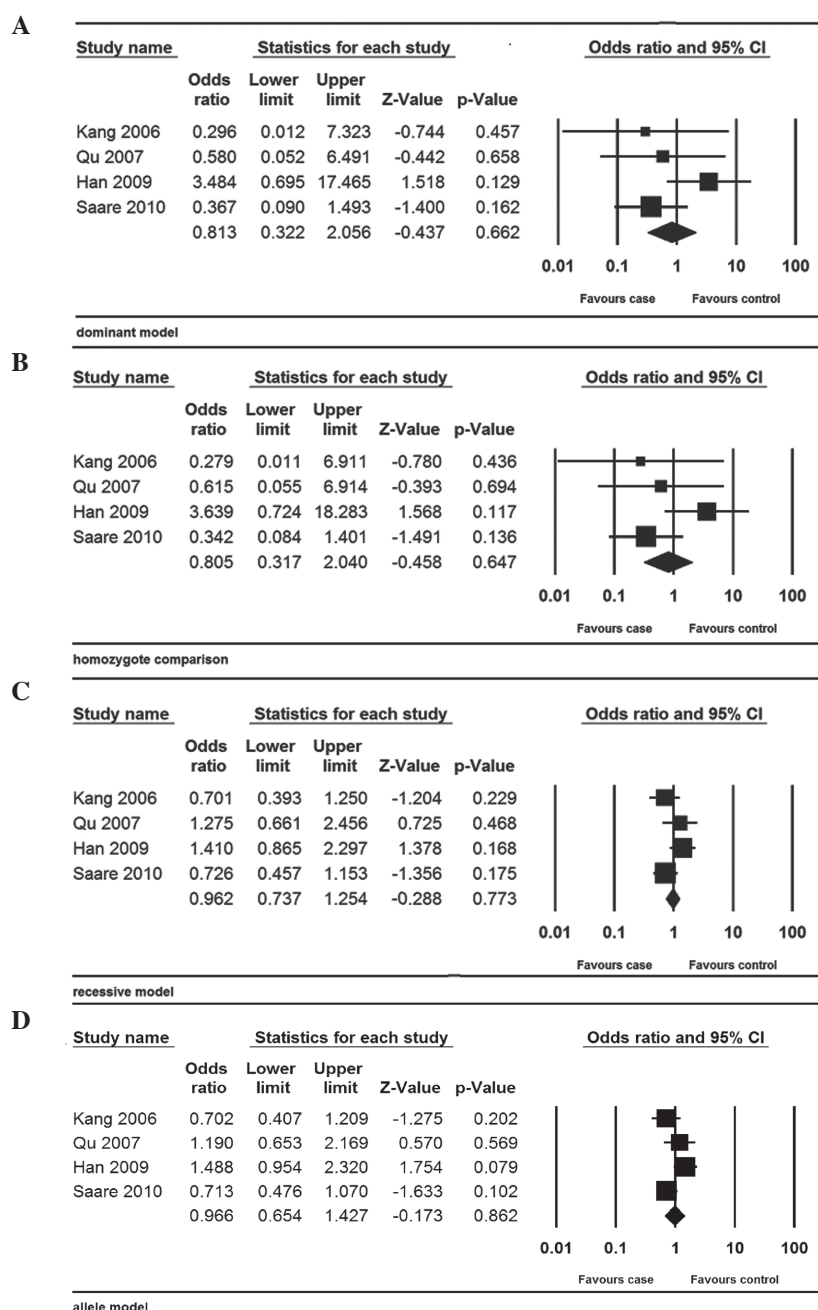 A
Study name Statistics for each study Odds ratio and 95% CI
Odds Lower Upper
ratio limit limit Z-Value p-Value
Kang 2006 0.296 0.012 7.323 -0.744 0.457
Qu 2007 0.580 0.052 6.491 -0.442 0.658
Han 2009 3.484 0.695 17.465 1.518 0.129
Saare 2010 0.367 0.090 1.493 -1.400 0.162
0.813 0.322 2.056 -0.437 0.662
0.01 0.1 1 10 100
Favours case Favours control
dominant model
B
Study name Statistics for each study Odds ratio and 95% CI
Odds Lower Upper
ratio limit limit Z-Value p-Value
Kang 2006 0.279 0.011 6.911 -0.780 0.436
Qu 2007 0.615 0.055 6.914 -0.393 0.694
Han 2009 3.639 0.724 18.283 1.568 0.117
Saare 2010 0.342 0.084 1.401 -1.491 0.136
0.805 0.317 2.040 -0.458 0.647
0.01 0.1 1 10 100
Favours case Favours control
homozygote comparison
C
Study name Statistics for each study Odds ratio and 95% CI
Odds Lower Upper
ratio limit limit Z-Value p-Value
Kang 2006 0.701 0.393 1.250 -1.204 0.229
Qu 2007 1.275 0.661 2.456 0.725 0.468
Han 2009 1.410 0.865 2.297 1.378 0.168
Saare 2010 0.726 0.457 1.153 -1.356 0.175
0.962 0.737 1.254 -0.288 0.773
0.01 0.1 1 10 100
Favours case Favours control
recessive model
D
Study name Statistics for each study Odds ratio and 95% CI
Odds Lower Upper
ratio limit limit Z-Value p-Value
Kang 2006 0.702 0.407 1.209 -1.275 0.202
Qu 2007 1.190 0.653 2.169 0.570 0.569
Han 2009 1.488 0.954 2.320 1.754 0.079
Saare 2010 0.713 0.476 1.070 -1.633 0.102
0.966 0.654 1.427 -0.173 0.862
0.01 0.1 1 10 100
Favours case Favours control
allele model